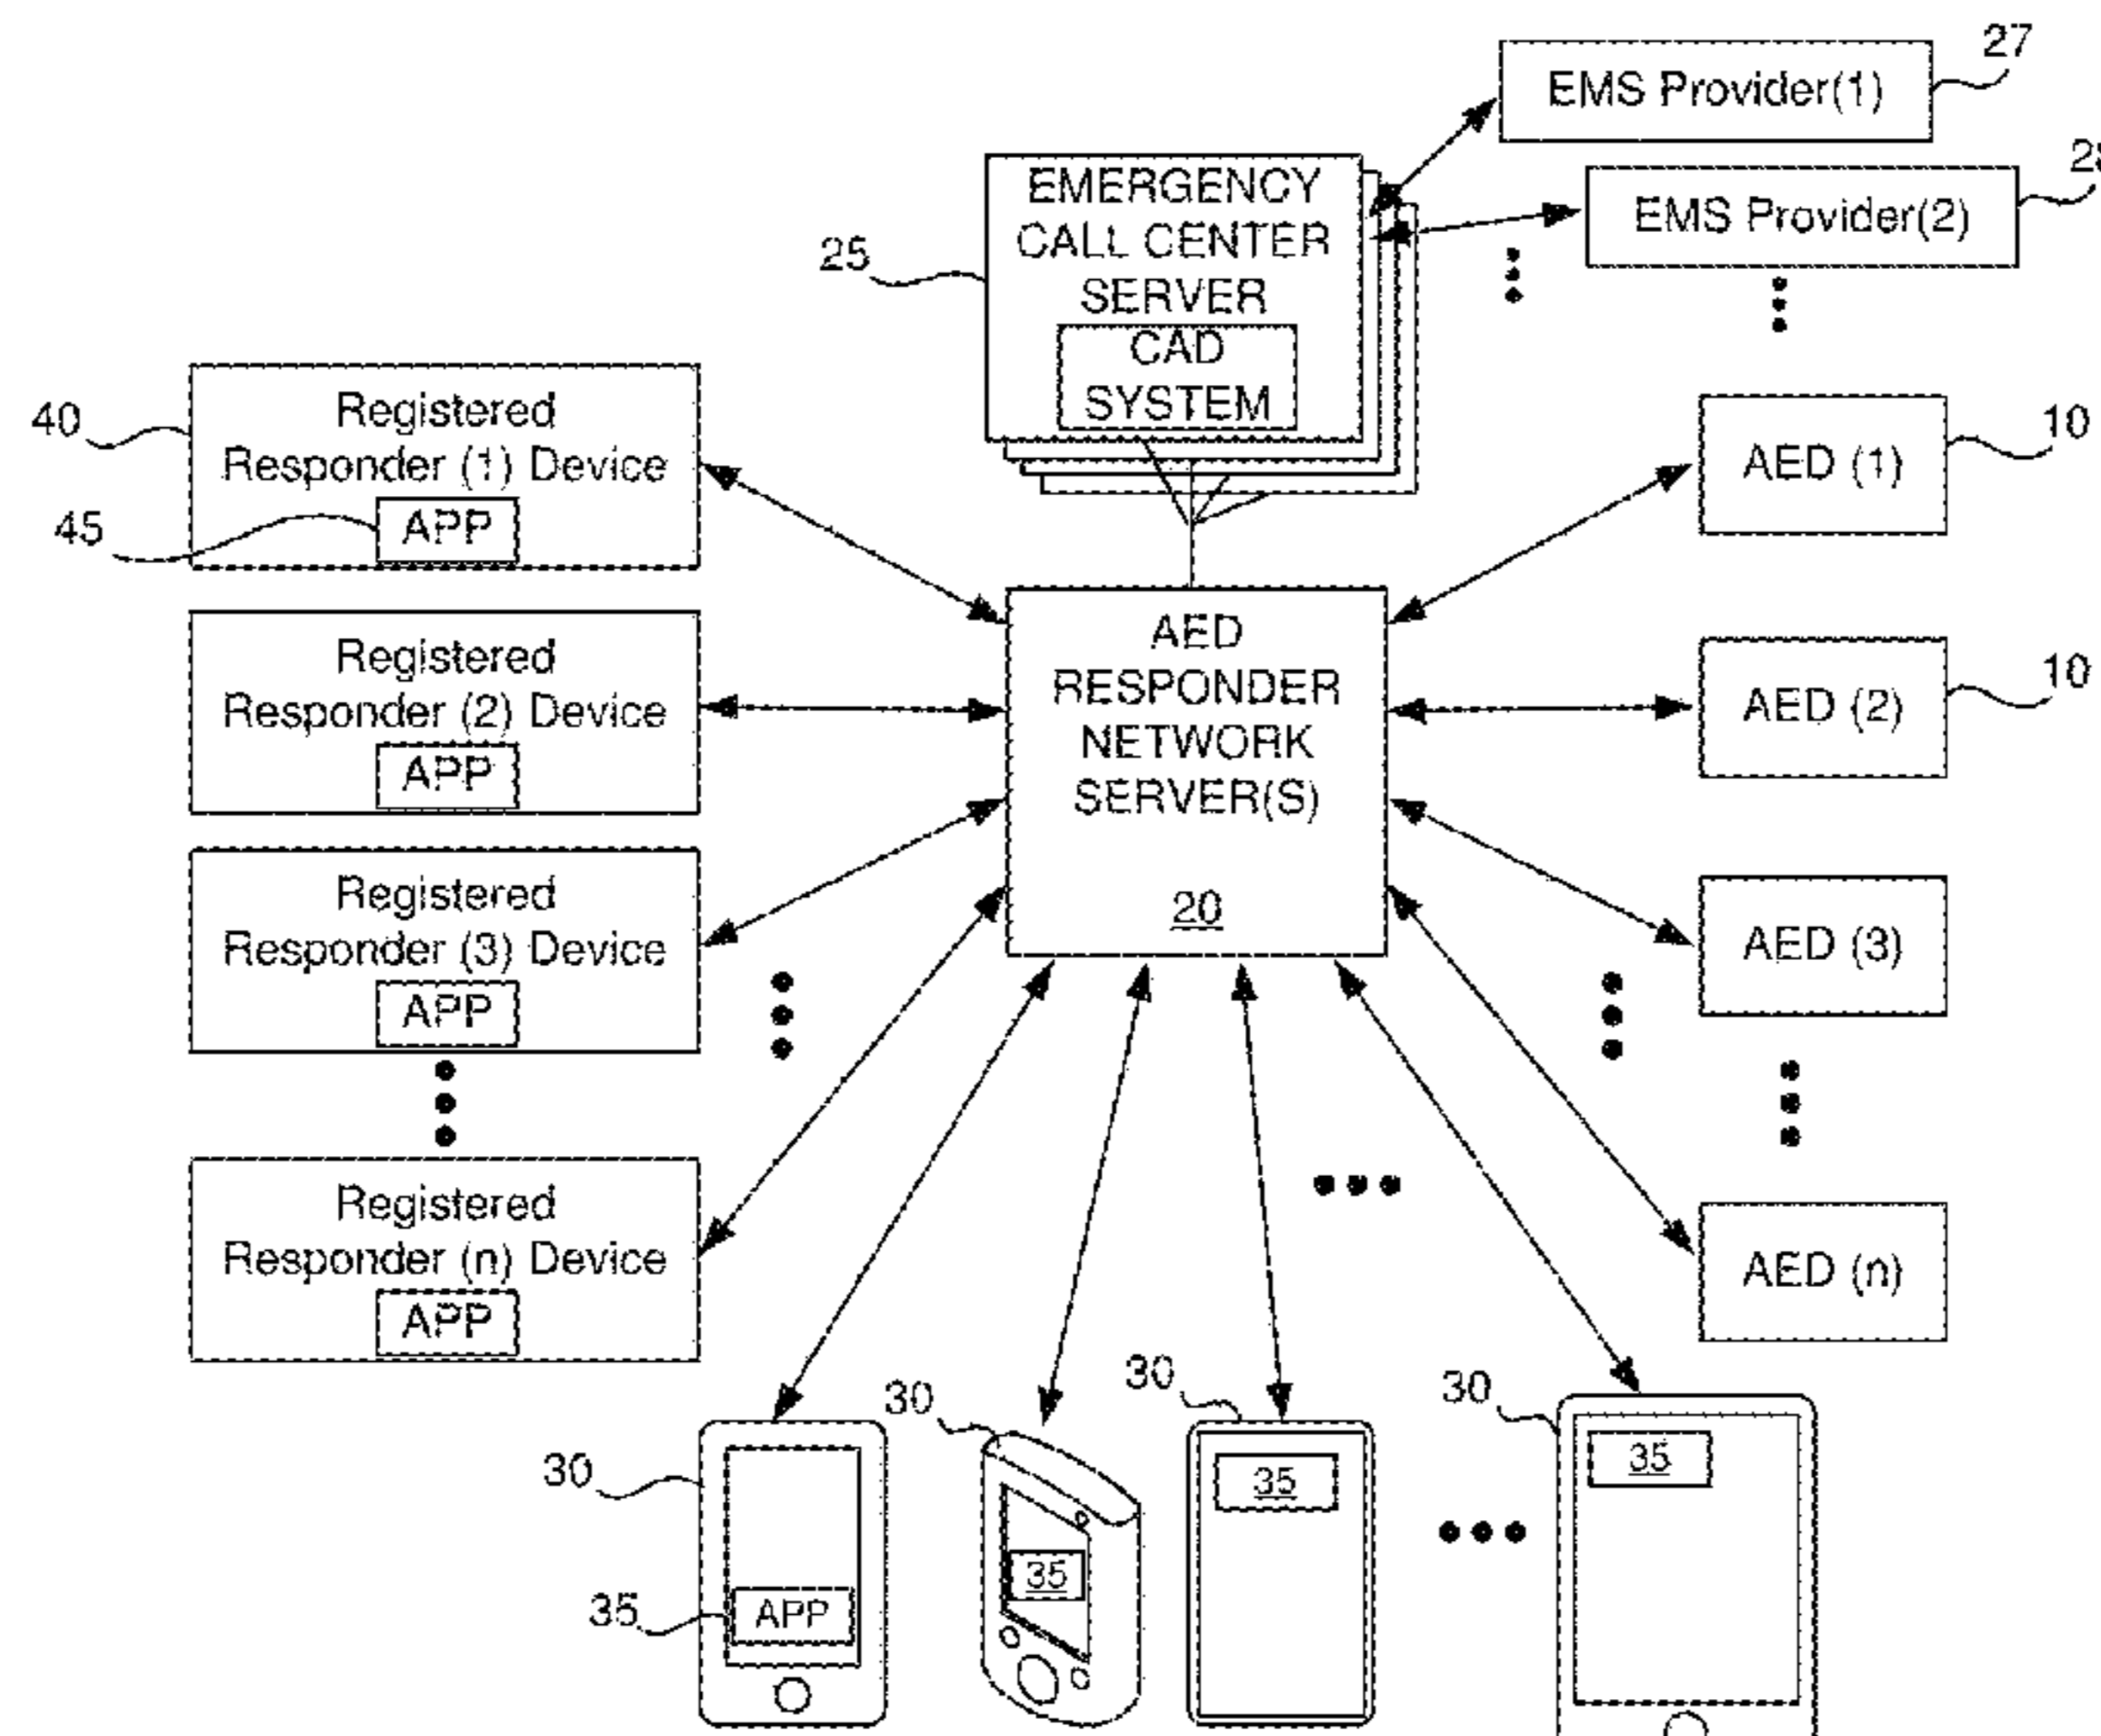 27
EMS Provider(1)
EMS Provider(2)
EMERGENCY
CALL CENTER
SERVER
25
CAD
SYSTEM
40
Registered
Responder (1) Device
45
APP
Registered
Responder (2) Device
APP
Registered
Responder (3) Device
APP
Registered
Responder (n) Device
APP
AED
RESPONDER
NETWORK
SERVER(S)
20
AED (1)
10
AED (2)
10
AED (3)
AED (n)
30
35
APP
30
35
30
35
30
35